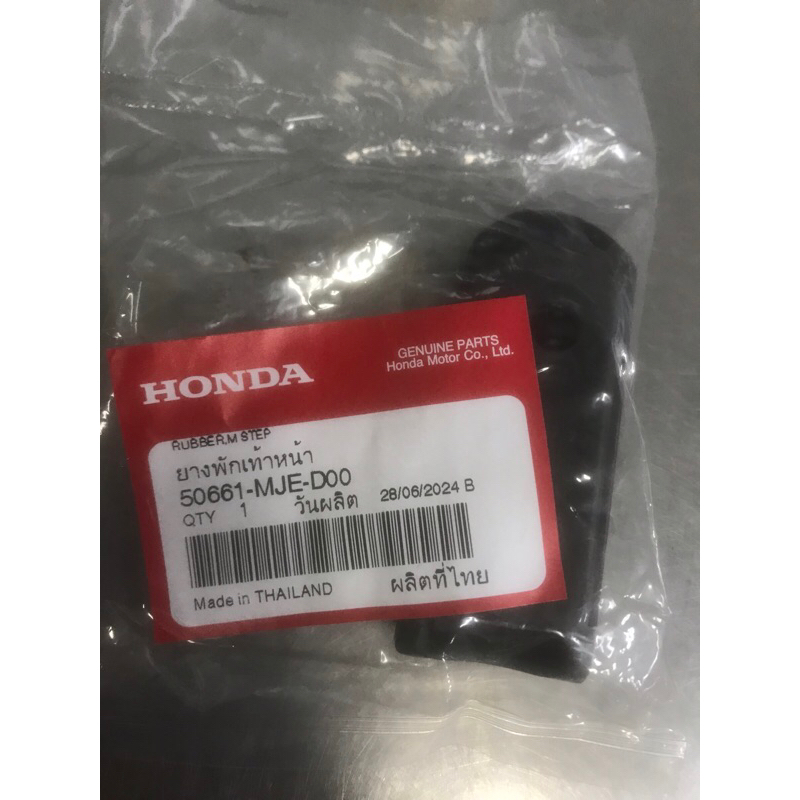 HONDA
GENUINE PARTS
Honda Motor Co., Ltd.
RUBBER.M STEP
ยางพักเท้าหน้า
50661-MJE-D00
QTY 1 วันผลิต 28/06/2024 B
Made in THAILAND ผลิตที่ไทย